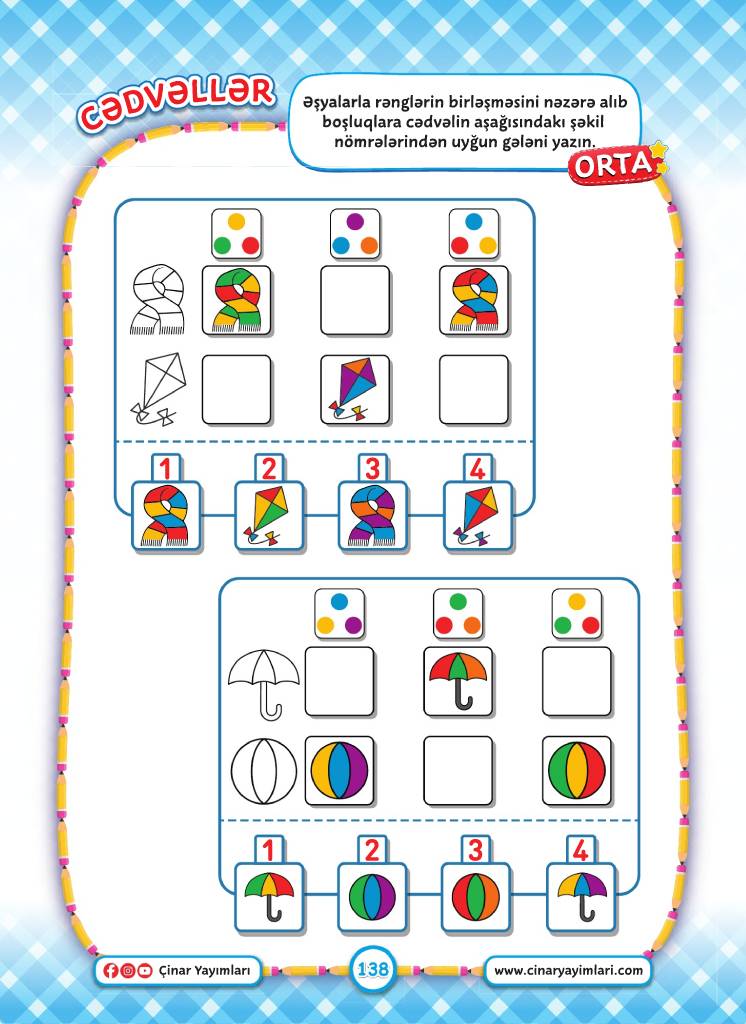 CƏDVƏLLƏR
Əşyalarla rənglərin birləşməsini nəzərə alıb
boşluqlara cədvəlin aşağısındakı şəkil
nömrələrindən uyğun gələni yazın.
ORTA
1 2 3 4
1 2 3 4
Çinar Yayımları
138
www.cinaryayimlari.com